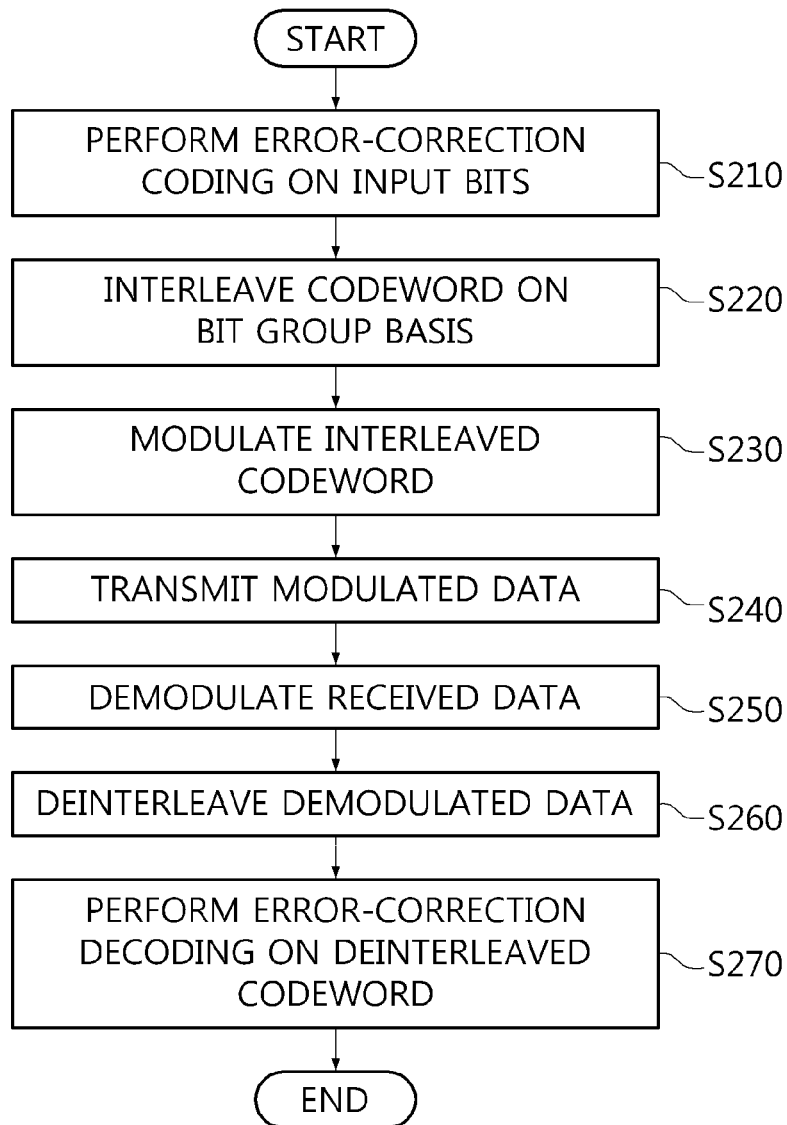 START
PERFORM ERROR-CORRECTION
CODING ON INPUT BITS
S210
INTERLEAVE CODEWORD ON
BIT GROUP BASIS
S220
MODULATE INTERLEAVED
CODEWORD
S230
TRANSMIT MODULATED DATA
S240
DEMODULATE RECEIVED DATA
S250
DEINTERLEAVE DEMODULATED DATA
S260
PERFORM ERROR-CORRECTION
DECODING ON DEINTERLEAVED
CODEWORD
S270
END